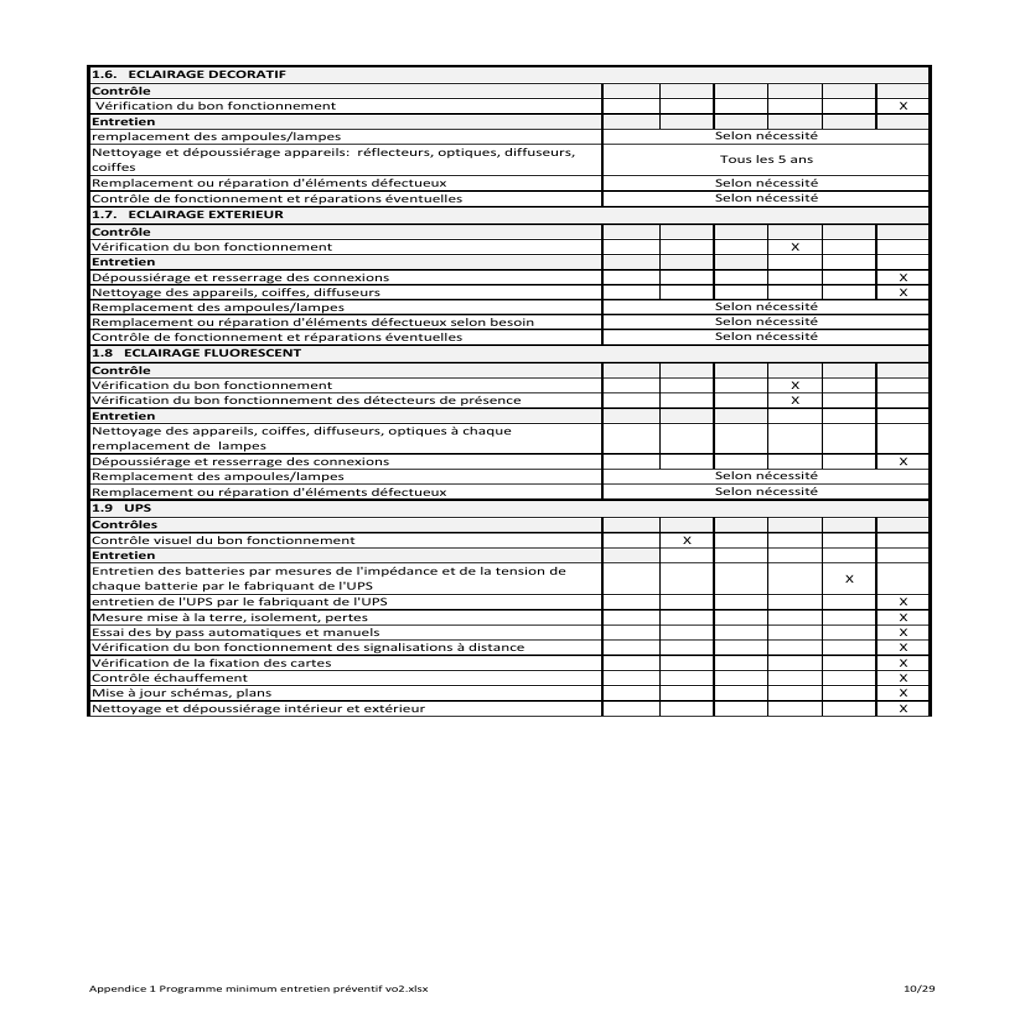 1.6. ECLAIRAGE DECORATIF
Contrôle
Vérification du bon fonctionnement X
Entretien
remplacement des ampoules/lampes Selon nécessité
Nettoyage et dépoussiérage appareils: réflecteurs, optiques, diffuseurs,
coiffes Tous les 5 ans
Remplacement ou réparation d'éléments défectueux Selon nécessité
Contrôle de fonctionnement et réparations éventuelles Selon nécessité
1.7. ECLAIRAGE EXTERIEUR
Contrôle
Vérification du bon fonctionnement X
Entretien
Dépoussiérage et resserrage des connexions X
Nettoyage des appareils, coiffes, diffuseurs X
Remplacement des ampoules/lampes Selon nécessité
Remplacement ou réparation d'éléments défectueux selon besoin Selon nécessité
Contrôle de fonctionnement et réparations éventuelles Selon nécessité
1.8 ECLAIRAGE FLUORESCENT
Contrôle
Vérification du bon fonctionnement X
Vérification du bon fonctionnement des détecteurs de présence X
Entretien
Nettoyage des appareils, coiffes, diffuseurs, optiques à chaque
remplacement de lampes
Dépoussiérage et resserrage des connexions X
Remplacement des ampoules/lampes Selon nécessité
Remplacement ou réparation d'éléments défectueux Selon nécessité
1.9 UPS
Contrôles
Contrôle visuel du bon fonctionnement X
Entretien
Entretien des batteries par mesures de l'impédance et de la tension de
chaque batterie par le fabriquant de l'UPS X
entretien de l'UPS par le fabriquant de l'UPS X
Mesure mise à la terre, isolement, pertes X
Essai des by pass automatiques et manuels X
Vérification du bon fonctionnement des signalisations à distance X
Vérification de la fixation des cartes X
Contrôle échauffement X
Mise à jour schémas, plans X
Nettoyage et dépoussiérage intérieur et extérieur X
Appendice 1 Programme minimum entretien préventif vo2.xlsx 10/29